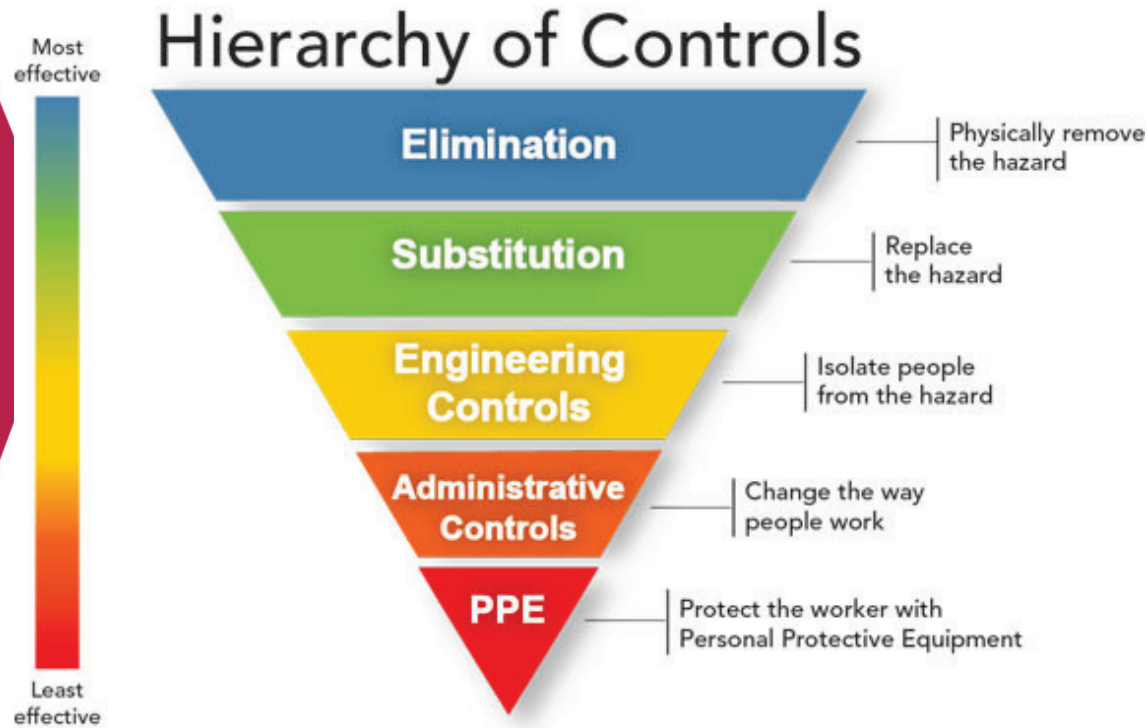 Hierarchy of Controls
Most
effective
Elimination
Physically remove
the hazard
Substitution
Replace
the hazard
Engineering
Controls
Isolate people
from the hazard
Administrative
Controls
Change the way
people work
PPE
Protect the worker with
Personal Protective Equipment
Least
effective